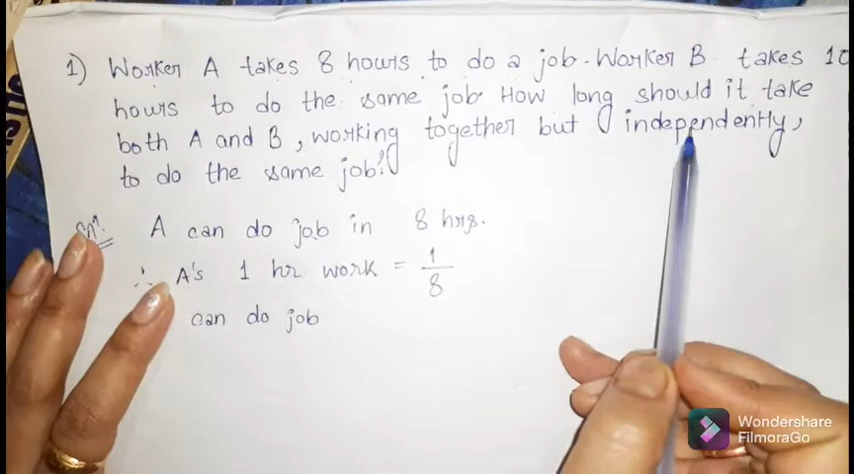 1) Worker A takes 8 hours to do a job. Worker B takes 10
hours to do the same job. How long should it take
both A and B, working together but independently,
to do the same job?
Solⁿ. A can do job in 8 hrs.
∴ A's 1 hr work = 1/8
can do job
Wondershare
FilmoraGo